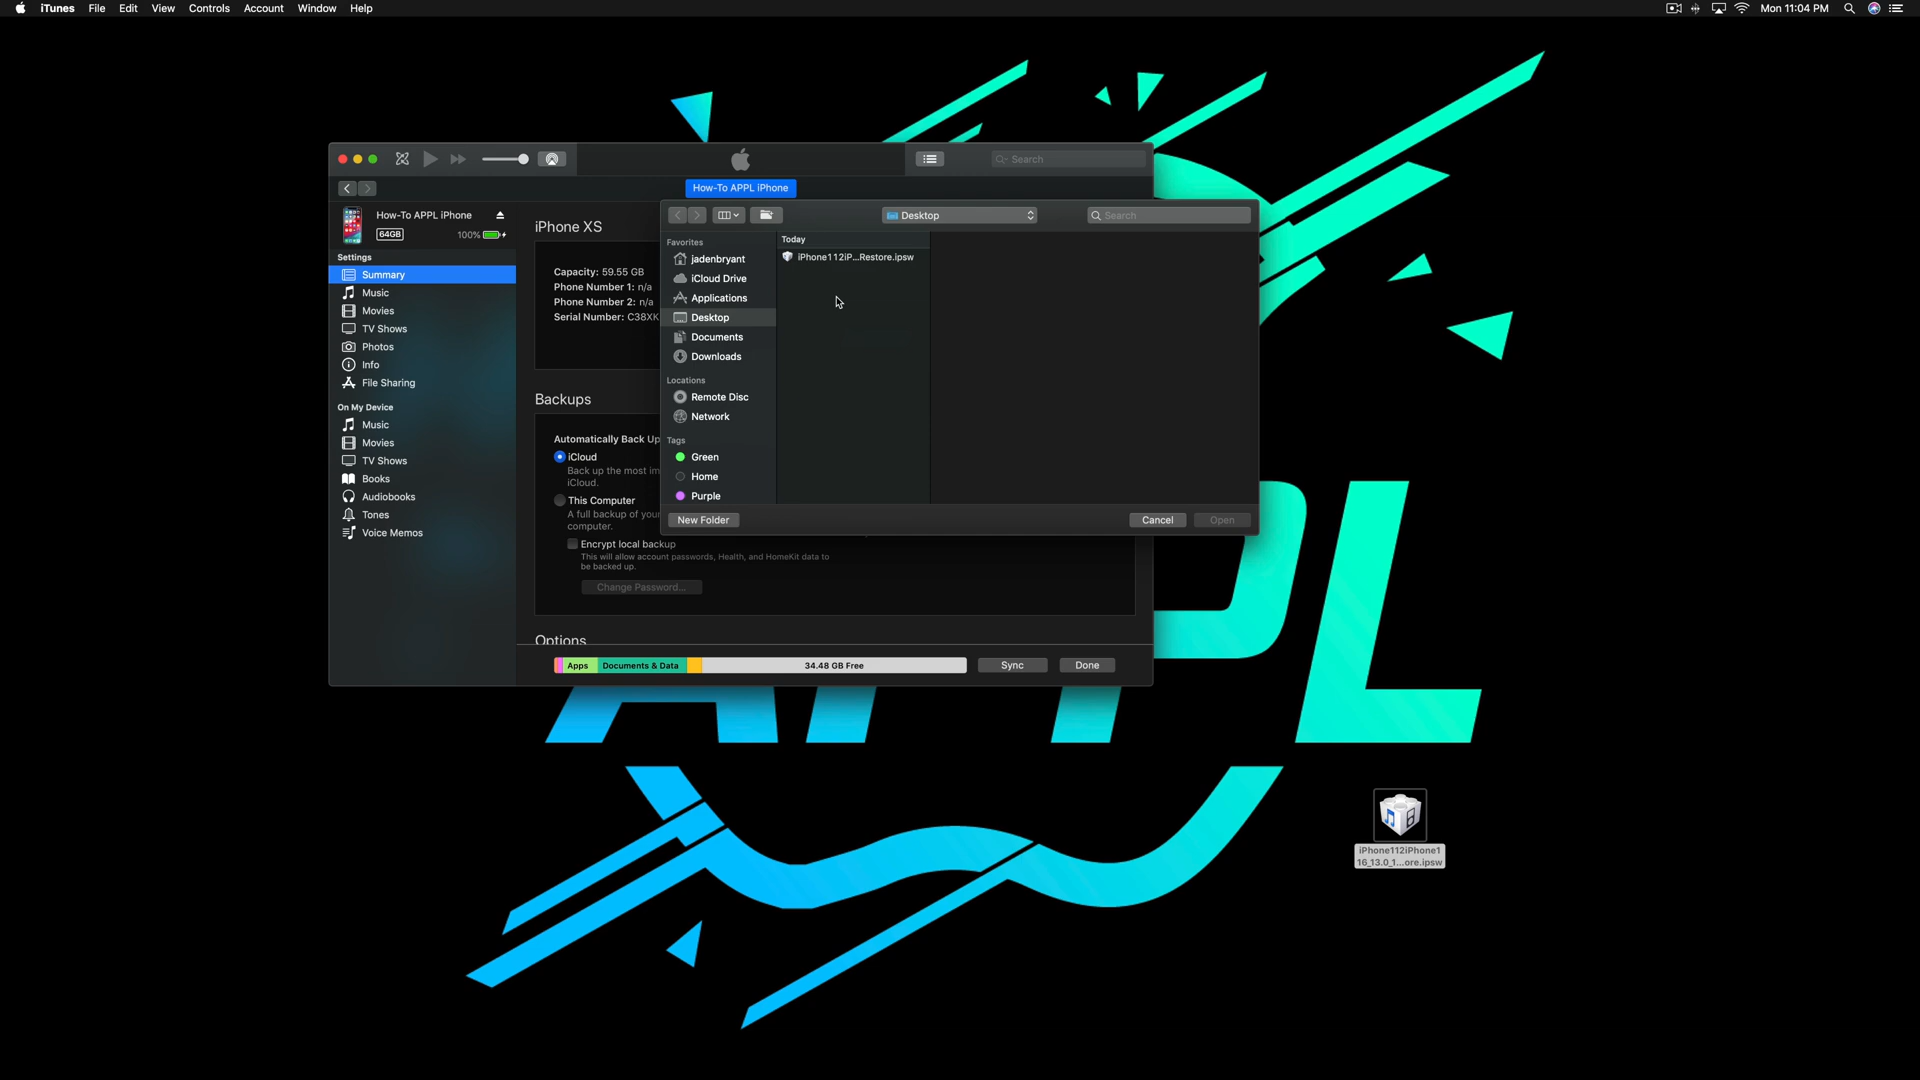 iTunes File Edit View Controls Account Window Help
Mon 11:04 PM
Search
How-To APPL iPhone
How-To APPL iPhone
64GB
100%
Settings
Summary
Music
Movies
TV Shows
Photos
Info
File Sharing
On My Device
Music
Movies
TV Shows
Books
Audiobooks
Tones
Voice Memos
iPhone XS
Capacity: 59.55 GB
Phone Number 1: n/a
Phone Number 2: n/a
Serial Number: C38XK
Backups
Automatically Back Up
iCloud
Back up the most im
iCloud.
This Computer
A full backup of your
computer.
Encrypt local backup
This will allow account passwords, Health, and HomeKit data to
be backed up.
Change Password...
Options
Apps
Documents & Data
34.48 GB Free
Sync
Done
Desktop
Search
Favorites
jadenbryant
iCloud Drive
Applications
Desktop
Documents
Downloads
Locations
Remote Disc
Network
Tags
Green
Home
Purple
Today
iPhone112iP...Restore.ipsw
New Folder
Cancel
Open
APPL
iPhone112iPhone1
16_13.0_1...ore.ipsw